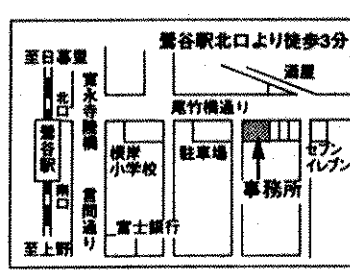 鶯谷駅北口より徒歩3分
至日暮里
北口
鶯谷駅
南口
至上野
寛永寺陸橋
言問通り
酒屋
尾竹橋通り
根岸
小学校
駐車場
セブン
イレブン
事務所
富士銀行